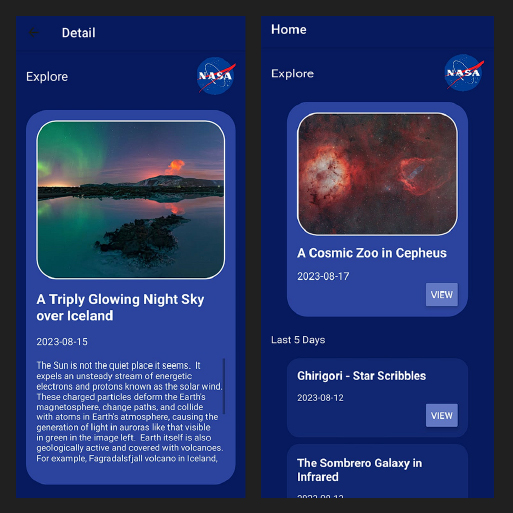 Detail
Explore
NASA
A Triply Glowing Night Sky
over Iceland
2023-08-15
The Sun is not the quiet place it seems. It
expels an unsteady stream of energetic
electrons and protons known as the solar wind.
These charged particles deform the Earth's
magnetosphere, change paths, and collide
with atoms in Earth's atmosphere, causing the
generation of light in auroras like that visible
in green in the image left. Earth itself is also
geologically active and covered with volcanoes.
For example, Fagradalsfjall volcano in Iceland,
Home
Explore
NASA
A Cosmic Zoo in Cepheus
2023-08-17
VIEW
Last 5 Days
Ghirigori - Star Scribbles
2023-08-12
VIEW
The Sombrero Galaxy in
Infrared
2023-08-13